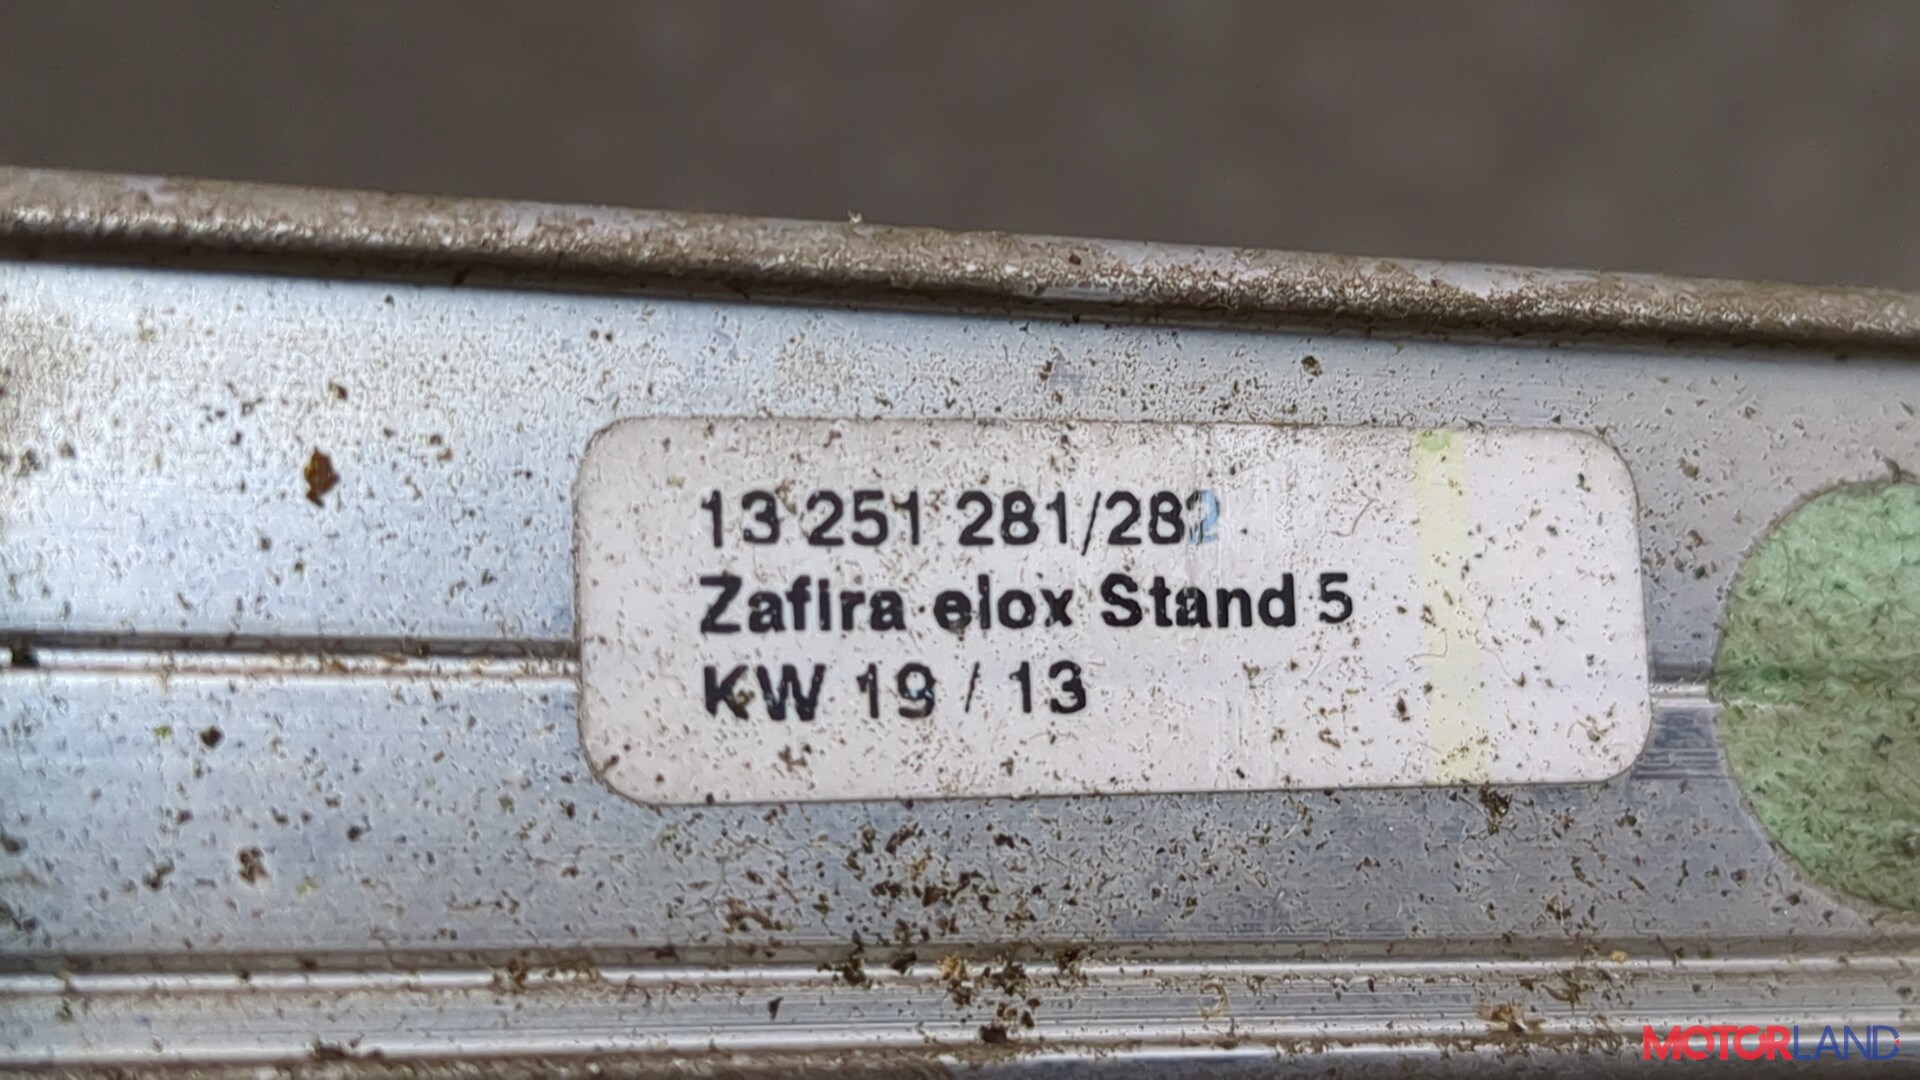 13 251 281/282
Zafira elox Stand 5
KW 19 / 13
MOTORLAND